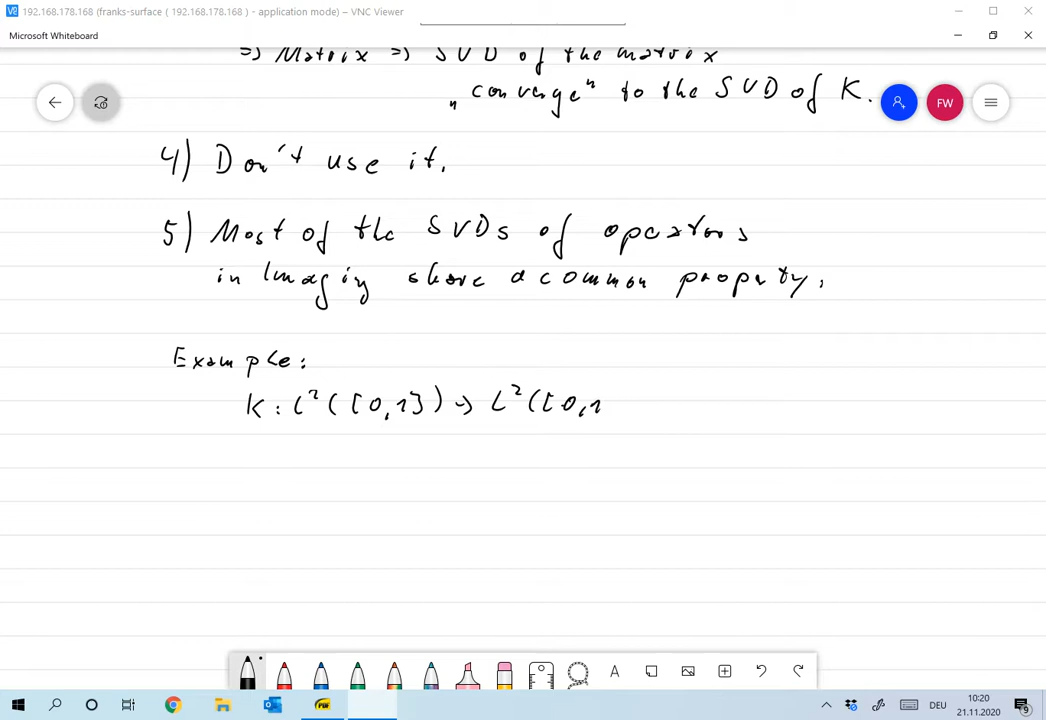 192.168.178.168 (franks-surface ( 192.168.178.168 ) - application mode) – VNC Viewer
Microsoft Whiteboard
=> Matrix => SVD of the matrix
"converge" to the SVD of K.
FW
4) Don't use it.
5) Most of the SVDs of operators
in Imaging share a common property.
Example:
K: L²([0,1]) → L²([0,1
A
DEU
10:20
21.11.2020
9